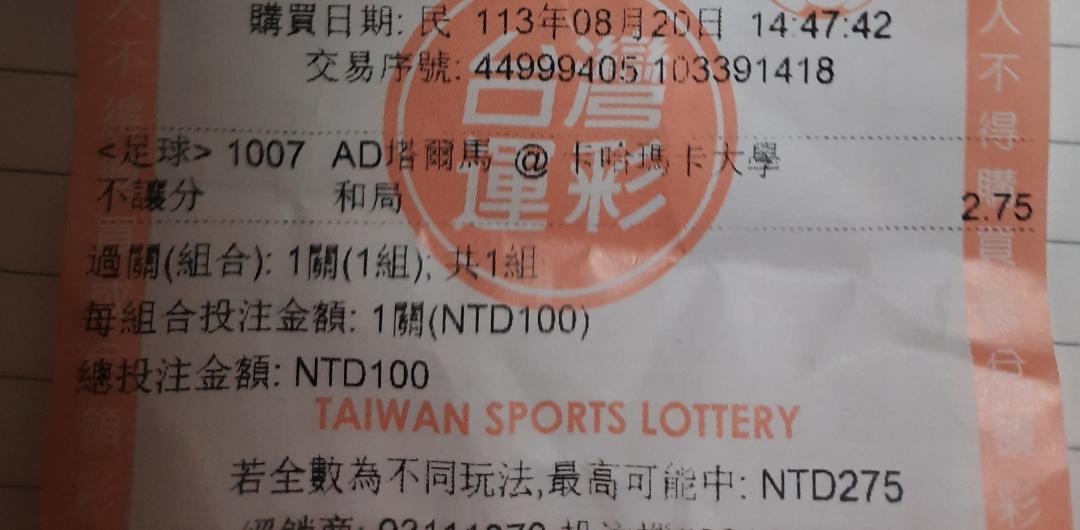 購買日期: 民 113年08月20日 14:47:42
交易序號: 44999405 103391418
台灣運彩
<足球> 1007 AD塔爾馬 @ 卡哈瑪卡大學
不讓分 和局 2.75
過關(組合): 1關(1組); 共1組
每組合投注金額: 1關(NTD100)
總投注金額: NTD100
TAIWAN SPORTS LOTTERY
若全數為不同玩法,最高可能中: NTD275
人不得
人不得購買